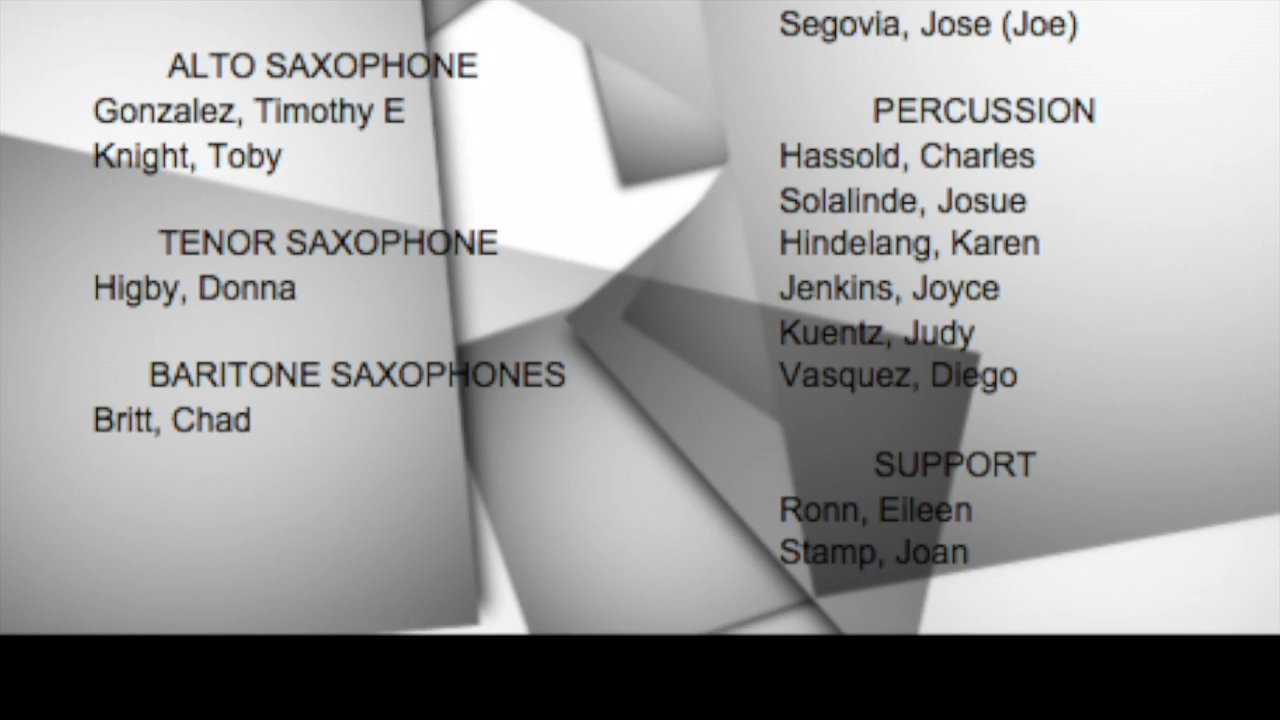 ALTO SAXOPHONE
Gonzalez, Timothy E
Knight, Toby
TENOR SAXOPHONE
Higby, Donna
BARITONE SAXOPHONES
Britt, Chad
Segovia, Jose (Joe)
PERCUSSION
Hassold, Charles
Solalinde, Josue
Hindelang, Karen
Jenkins, Joyce
Kuentz, Judy
Vasquez, Diego
SUPPORT
Ronn, Eileen
Stamp, Joan